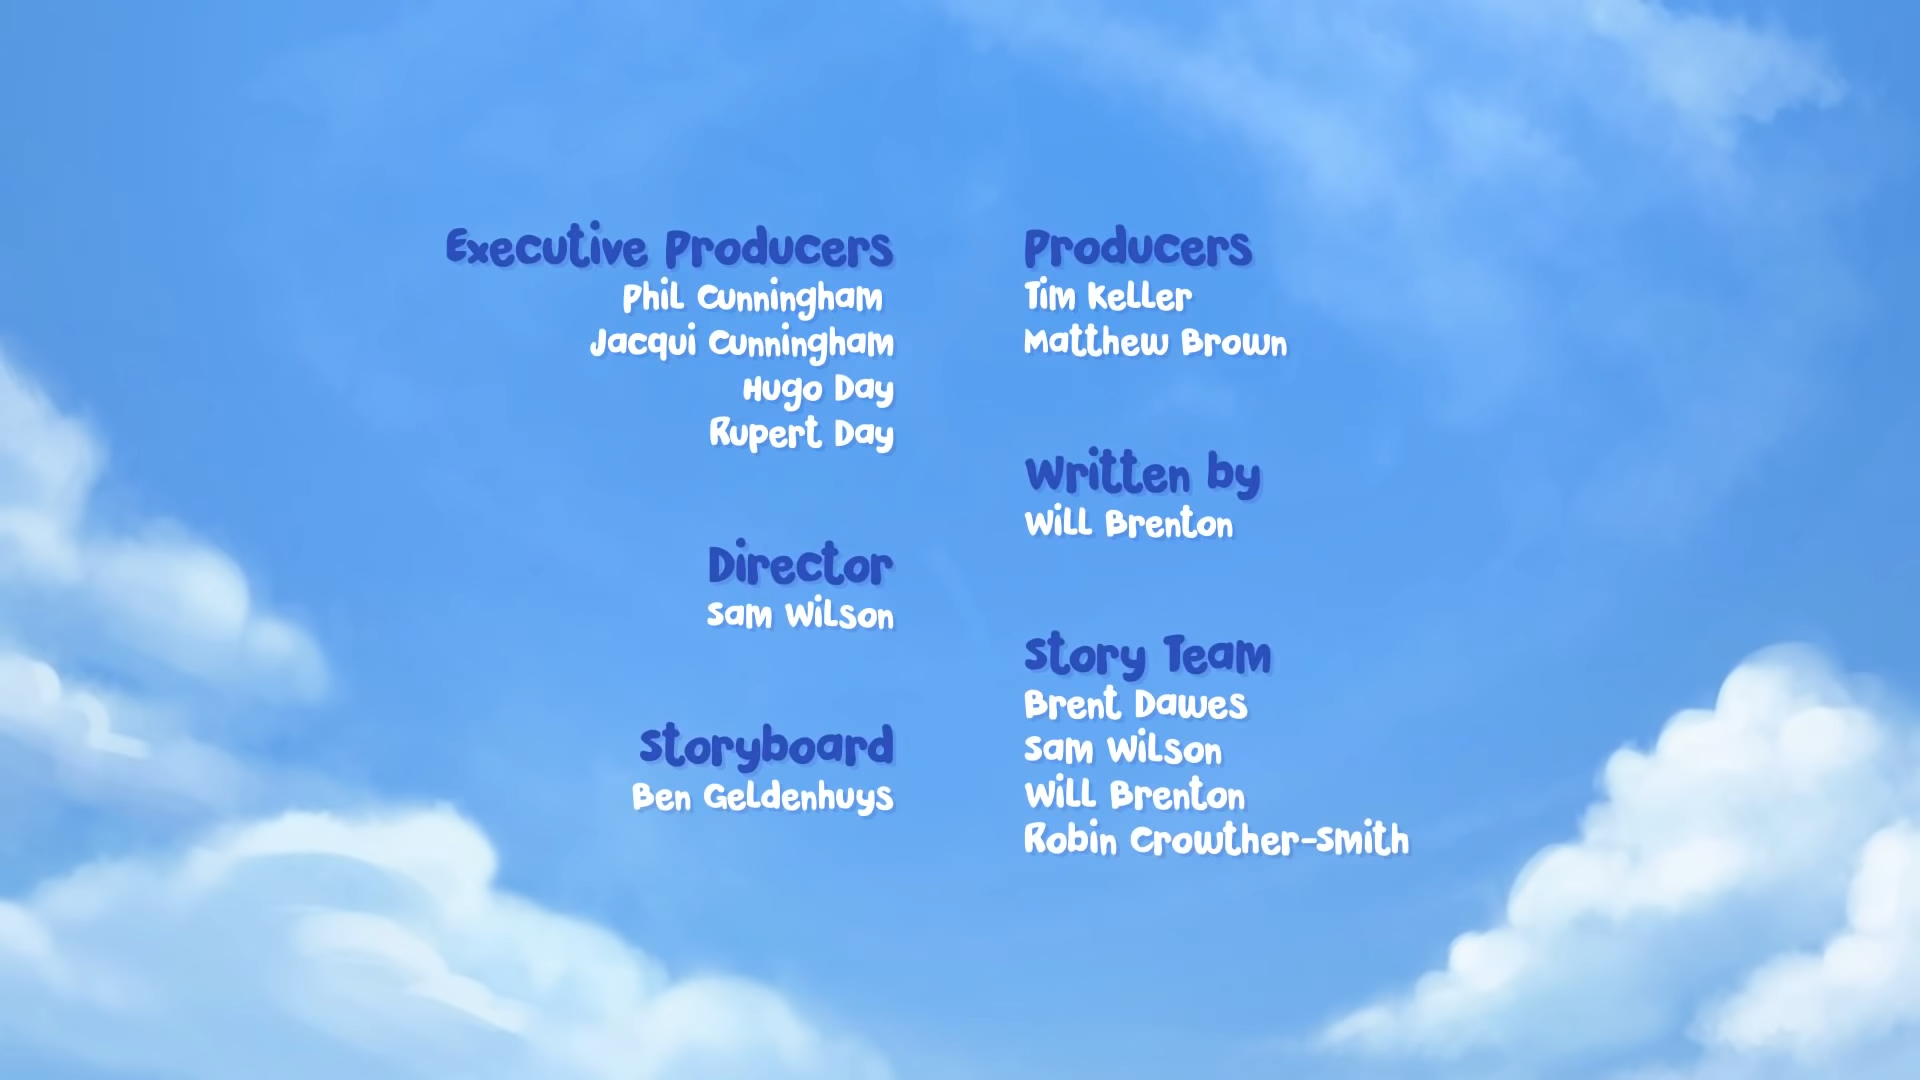 Executive Producers
Phil Cunningham
Jacqui Cunningham
Hugo Day
Rupert Day
Director
Sam Wilson
Storyboard
Ben Geldenhuys
Producers
Tim Keller
Matthew Brown
Written by
Will Brenton
Story Team
Brent Dawes
Sam Wilson
Will Brenton
Robin Crowther-Smith